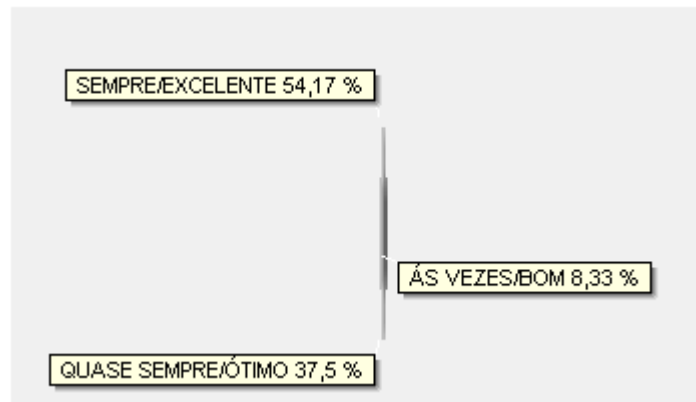 SEMPRE/EXCELENTE 54,17 %
ÁS VEZES/BOM 8,33 %
QUASE SEMPRE/ÓTIMO 37,5 %